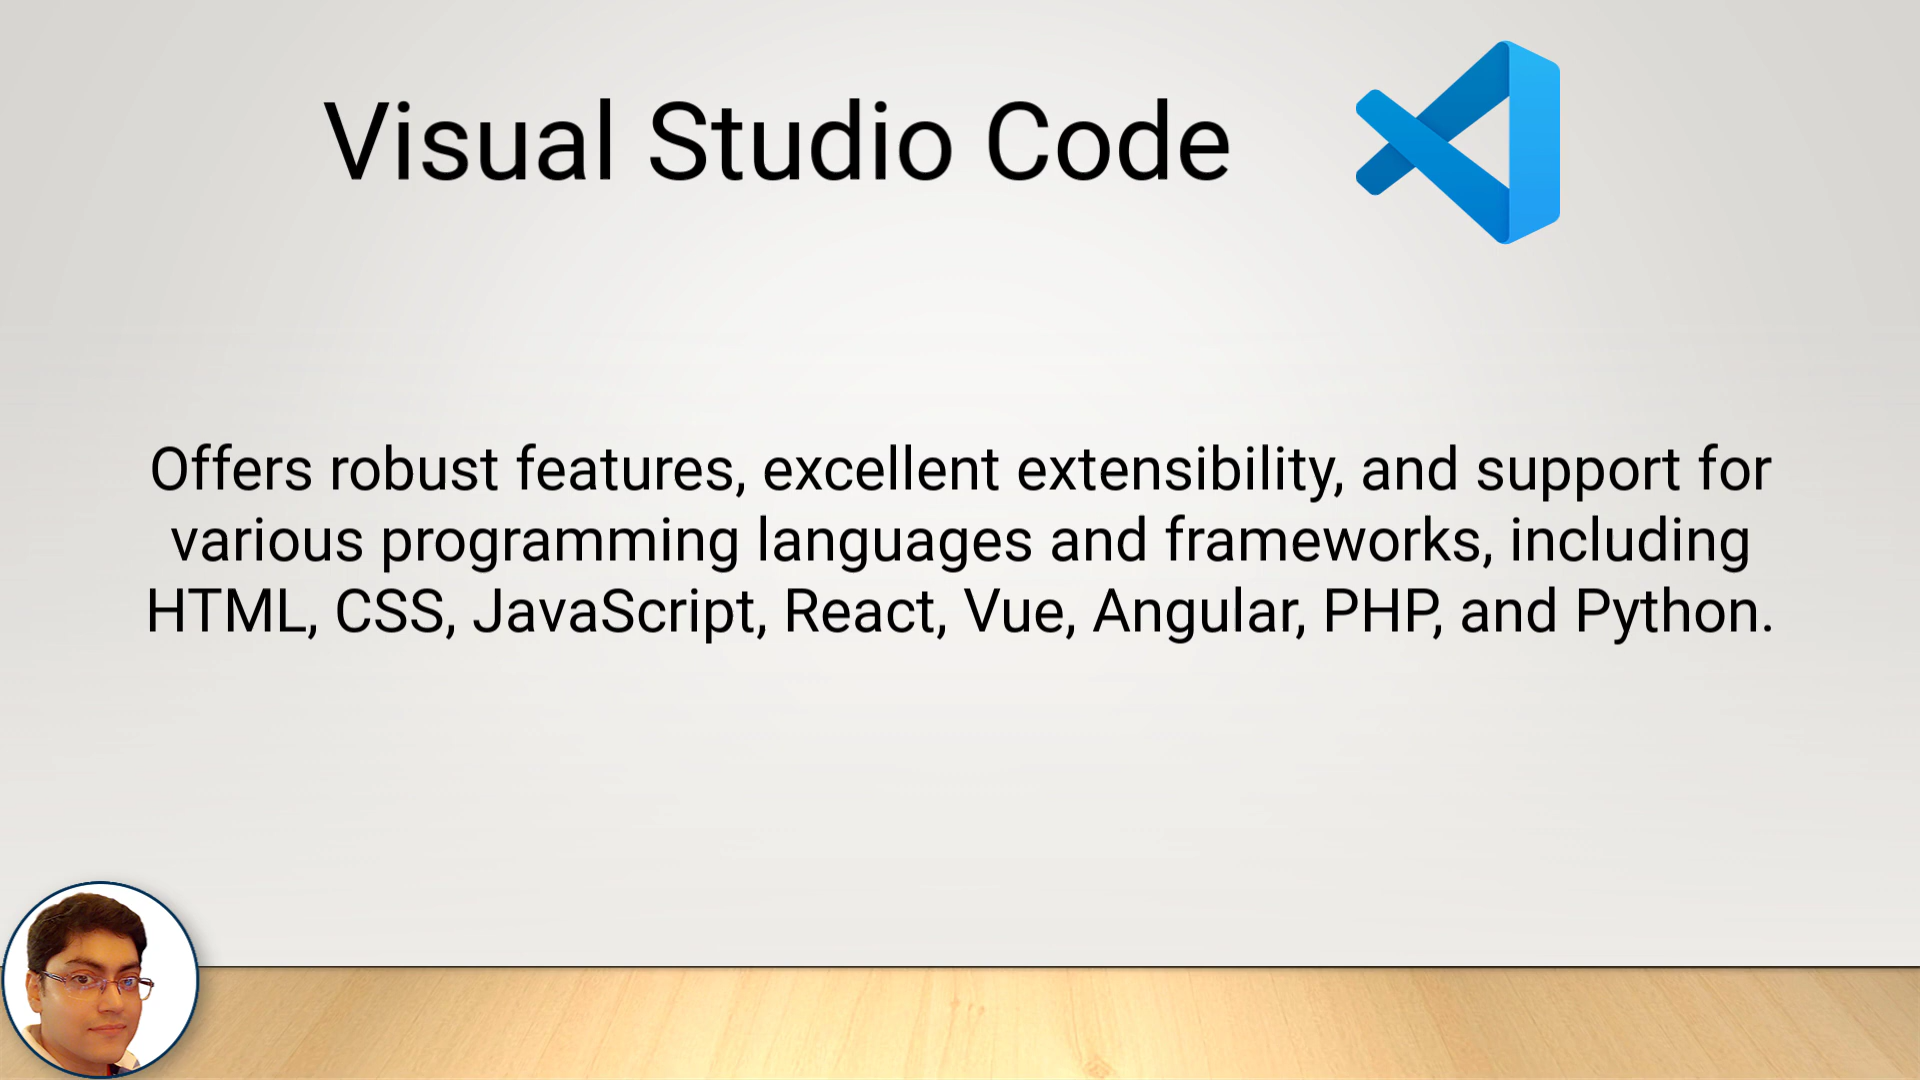 Visual Studio Code
Offers robust features, excellent extensibility, and support for
various programming languages and frameworks, including
HTML, CSS, JavaScript, React, Vue, Angular, PHP, and Python.